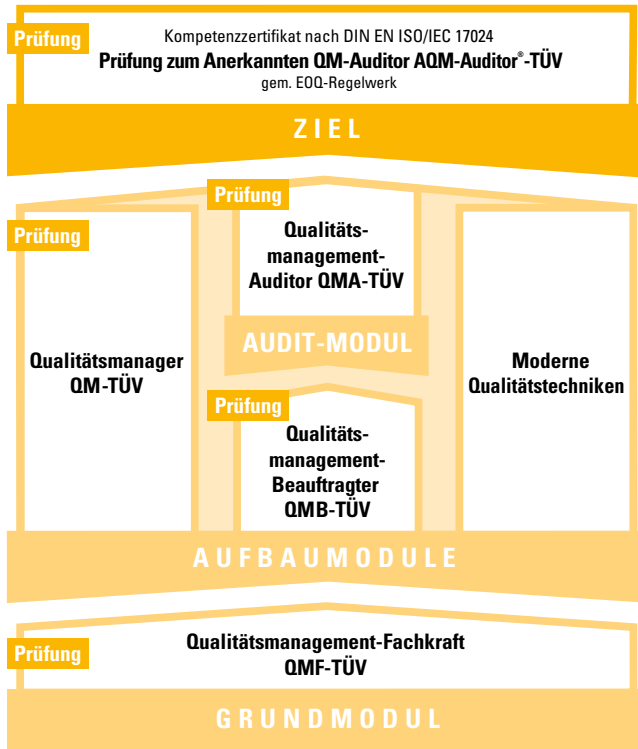 Prüfung
Kompetenzzertifikat nach DIN EN ISO/IEC 17024
Prüfung zum Anerkannten QM-Auditor AQM-Auditor®-TÜV
gem. EOQ-Regelwerk
ZIEL
Prüfung
Qualitätsmanager
QM-TÜV
Prüfung
Qualitäts-
management-
Auditor QMA-TÜV
AUDIT-MODUL
Prüfung
Qualitäts-
management-
Beauftragter
QMB-TÜV
Moderne
Qualitätstechniken
AUFBAUMODULE
Prüfung
Qualitätsmanagement-Fachkraft
QMF-TÜV
GRUNDMODUL